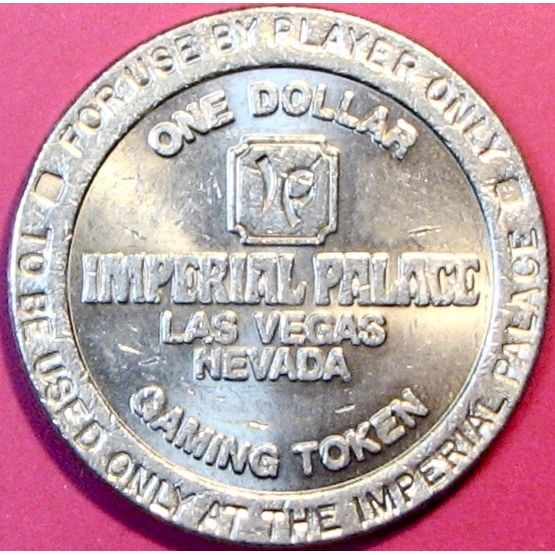 FOR USE BY PLAYER ONLY
ONE DOLLAR
IP
IMPERIAL PALACE
LAS VEGAS
NEVADA
GAMING TOKEN
TO BE USED ONLY AT THE IMPERIAL PALACE